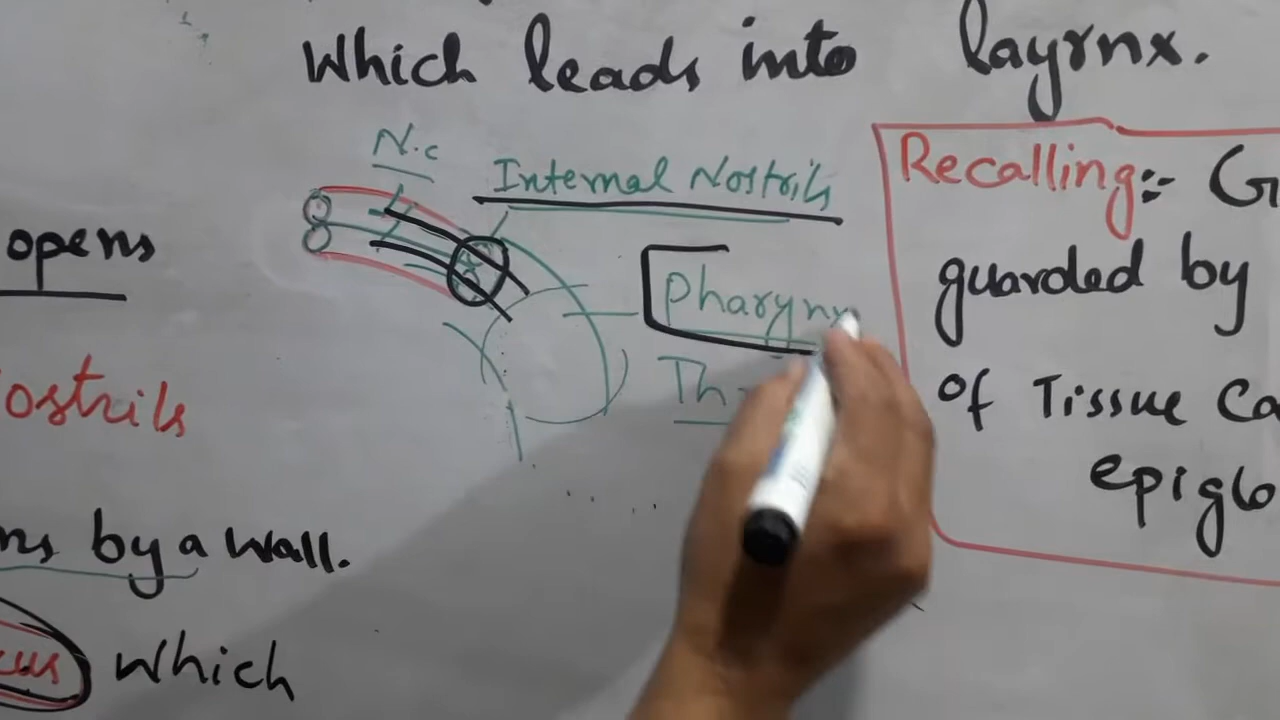 which leads into layrnx.
N.c
Internal Nostrils
opens
Pharynx
Th
ostrils
ns by a wall.
which
Recalling:- G
guarded by
of Tissue Ca
epiglo